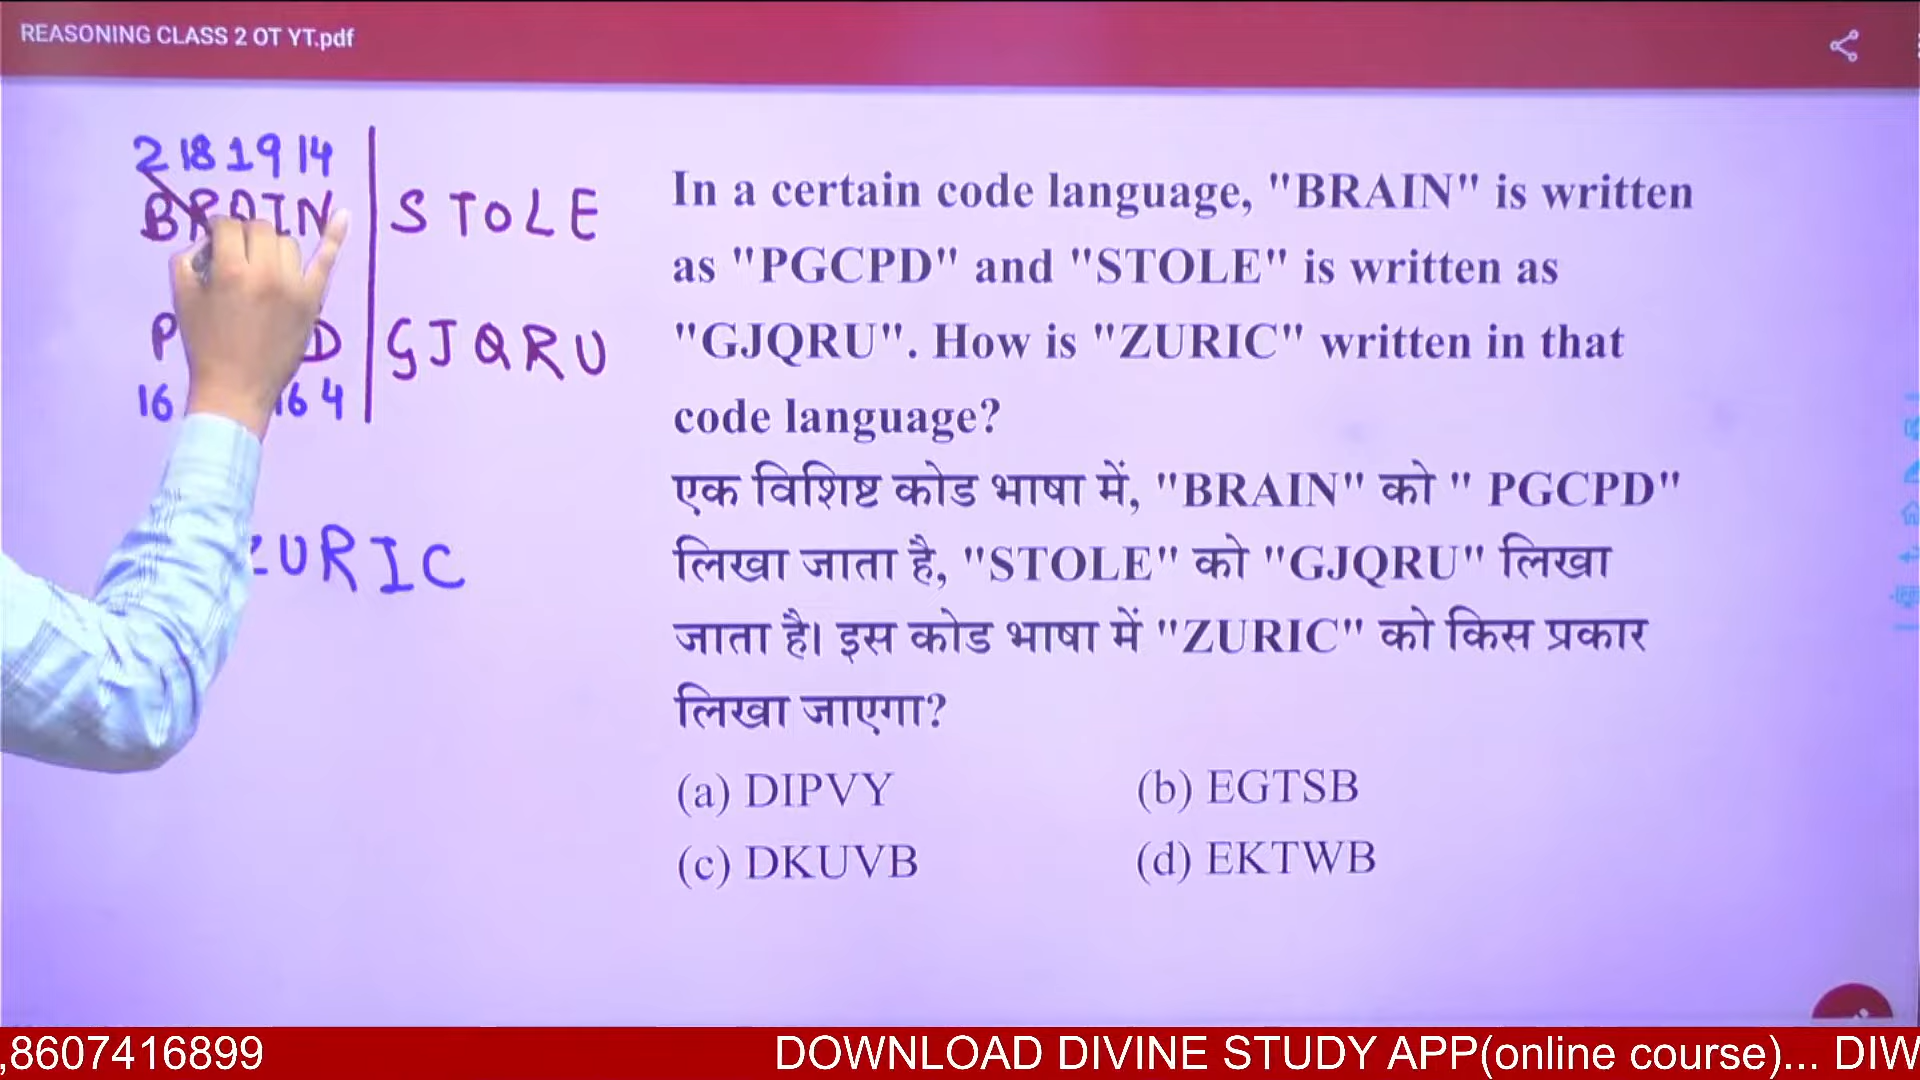 REASONING CLASS 2 OT YT.pdf
2 18 1 9 14
BRAIN
STOLE
GJQRU
16
16 4
URIC
In a certain code language, "BRAIN" is written
as "PGCPD" and "STOLE" is written as
"GJQRU". How is "ZURIC" written in that
code language?
एक विशिष्ट कोड भाषा में, "BRAIN" को " PGCPD"
लिखा जाता है, "STOLE" को "GJQRU" लिखा
जाता है। इस कोड भाषा में "ZURIC" को किस प्रकार
लिखा जाएगा?
(a) DIPVY (b) EGTSB
(c) DKUVB (d) EKTWB
,8607416899 DOWNLOAD DIVINE STUDY APP(online course)... DIW